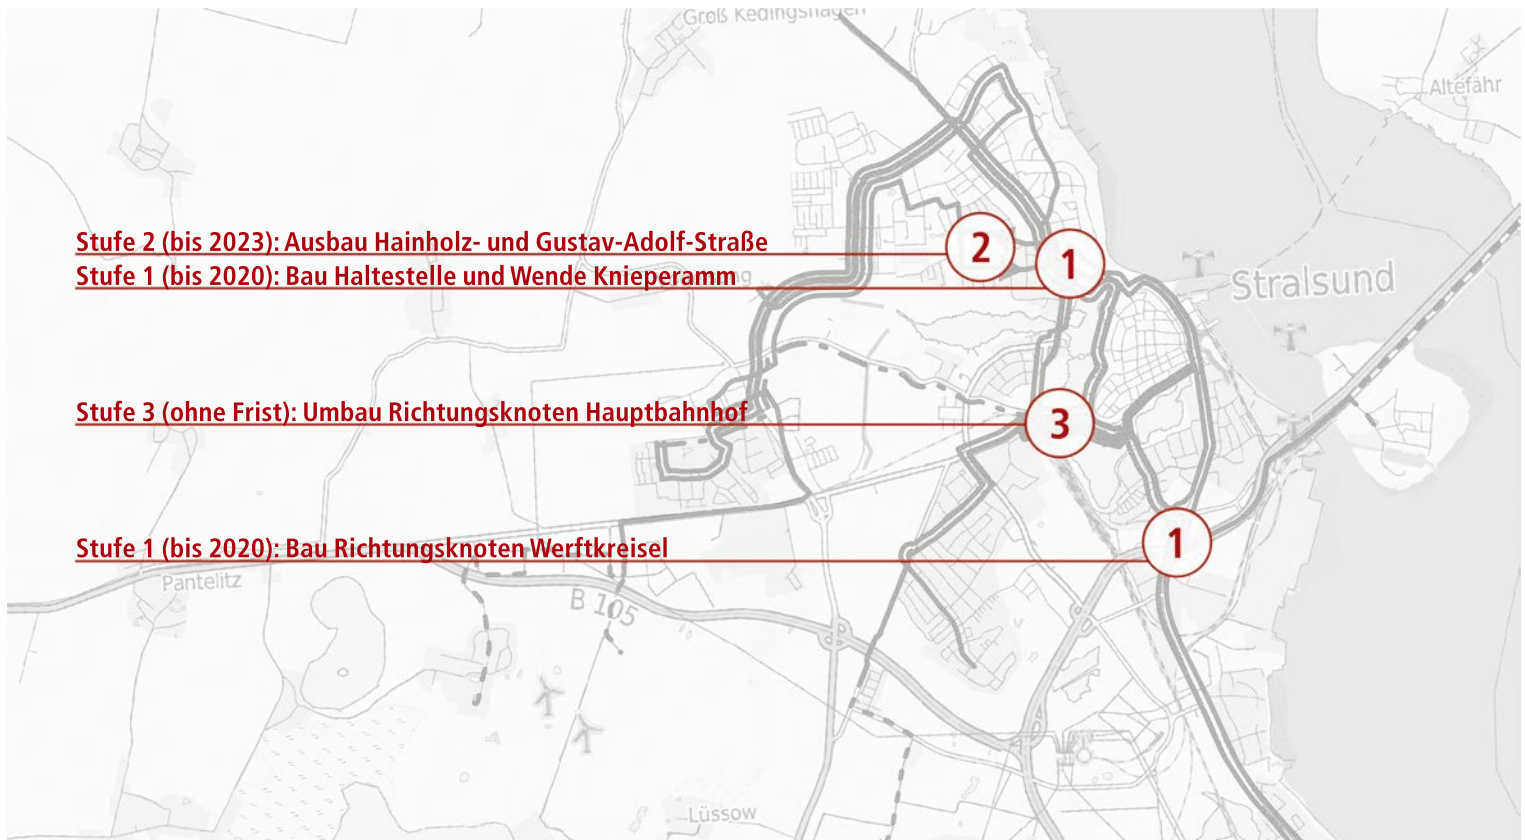 Groß Kedingshagen
Altefähr
Stufe 2 (bis 2023): Ausbau Hainholz- und Gustav-Adolf-Straße
2
1
Stufe 1 (bis 2020): Bau Haltestelle und Wende Knieperamm
Stralsund
Stufe 3 (ohne Frist): Umbau Richtungsknoten Hauptbahnhof
3
Stufe 1 (bis 2020): Bau Richtungsknoten Werftkreisel
1
Pantelitz
B 105
Lüssow